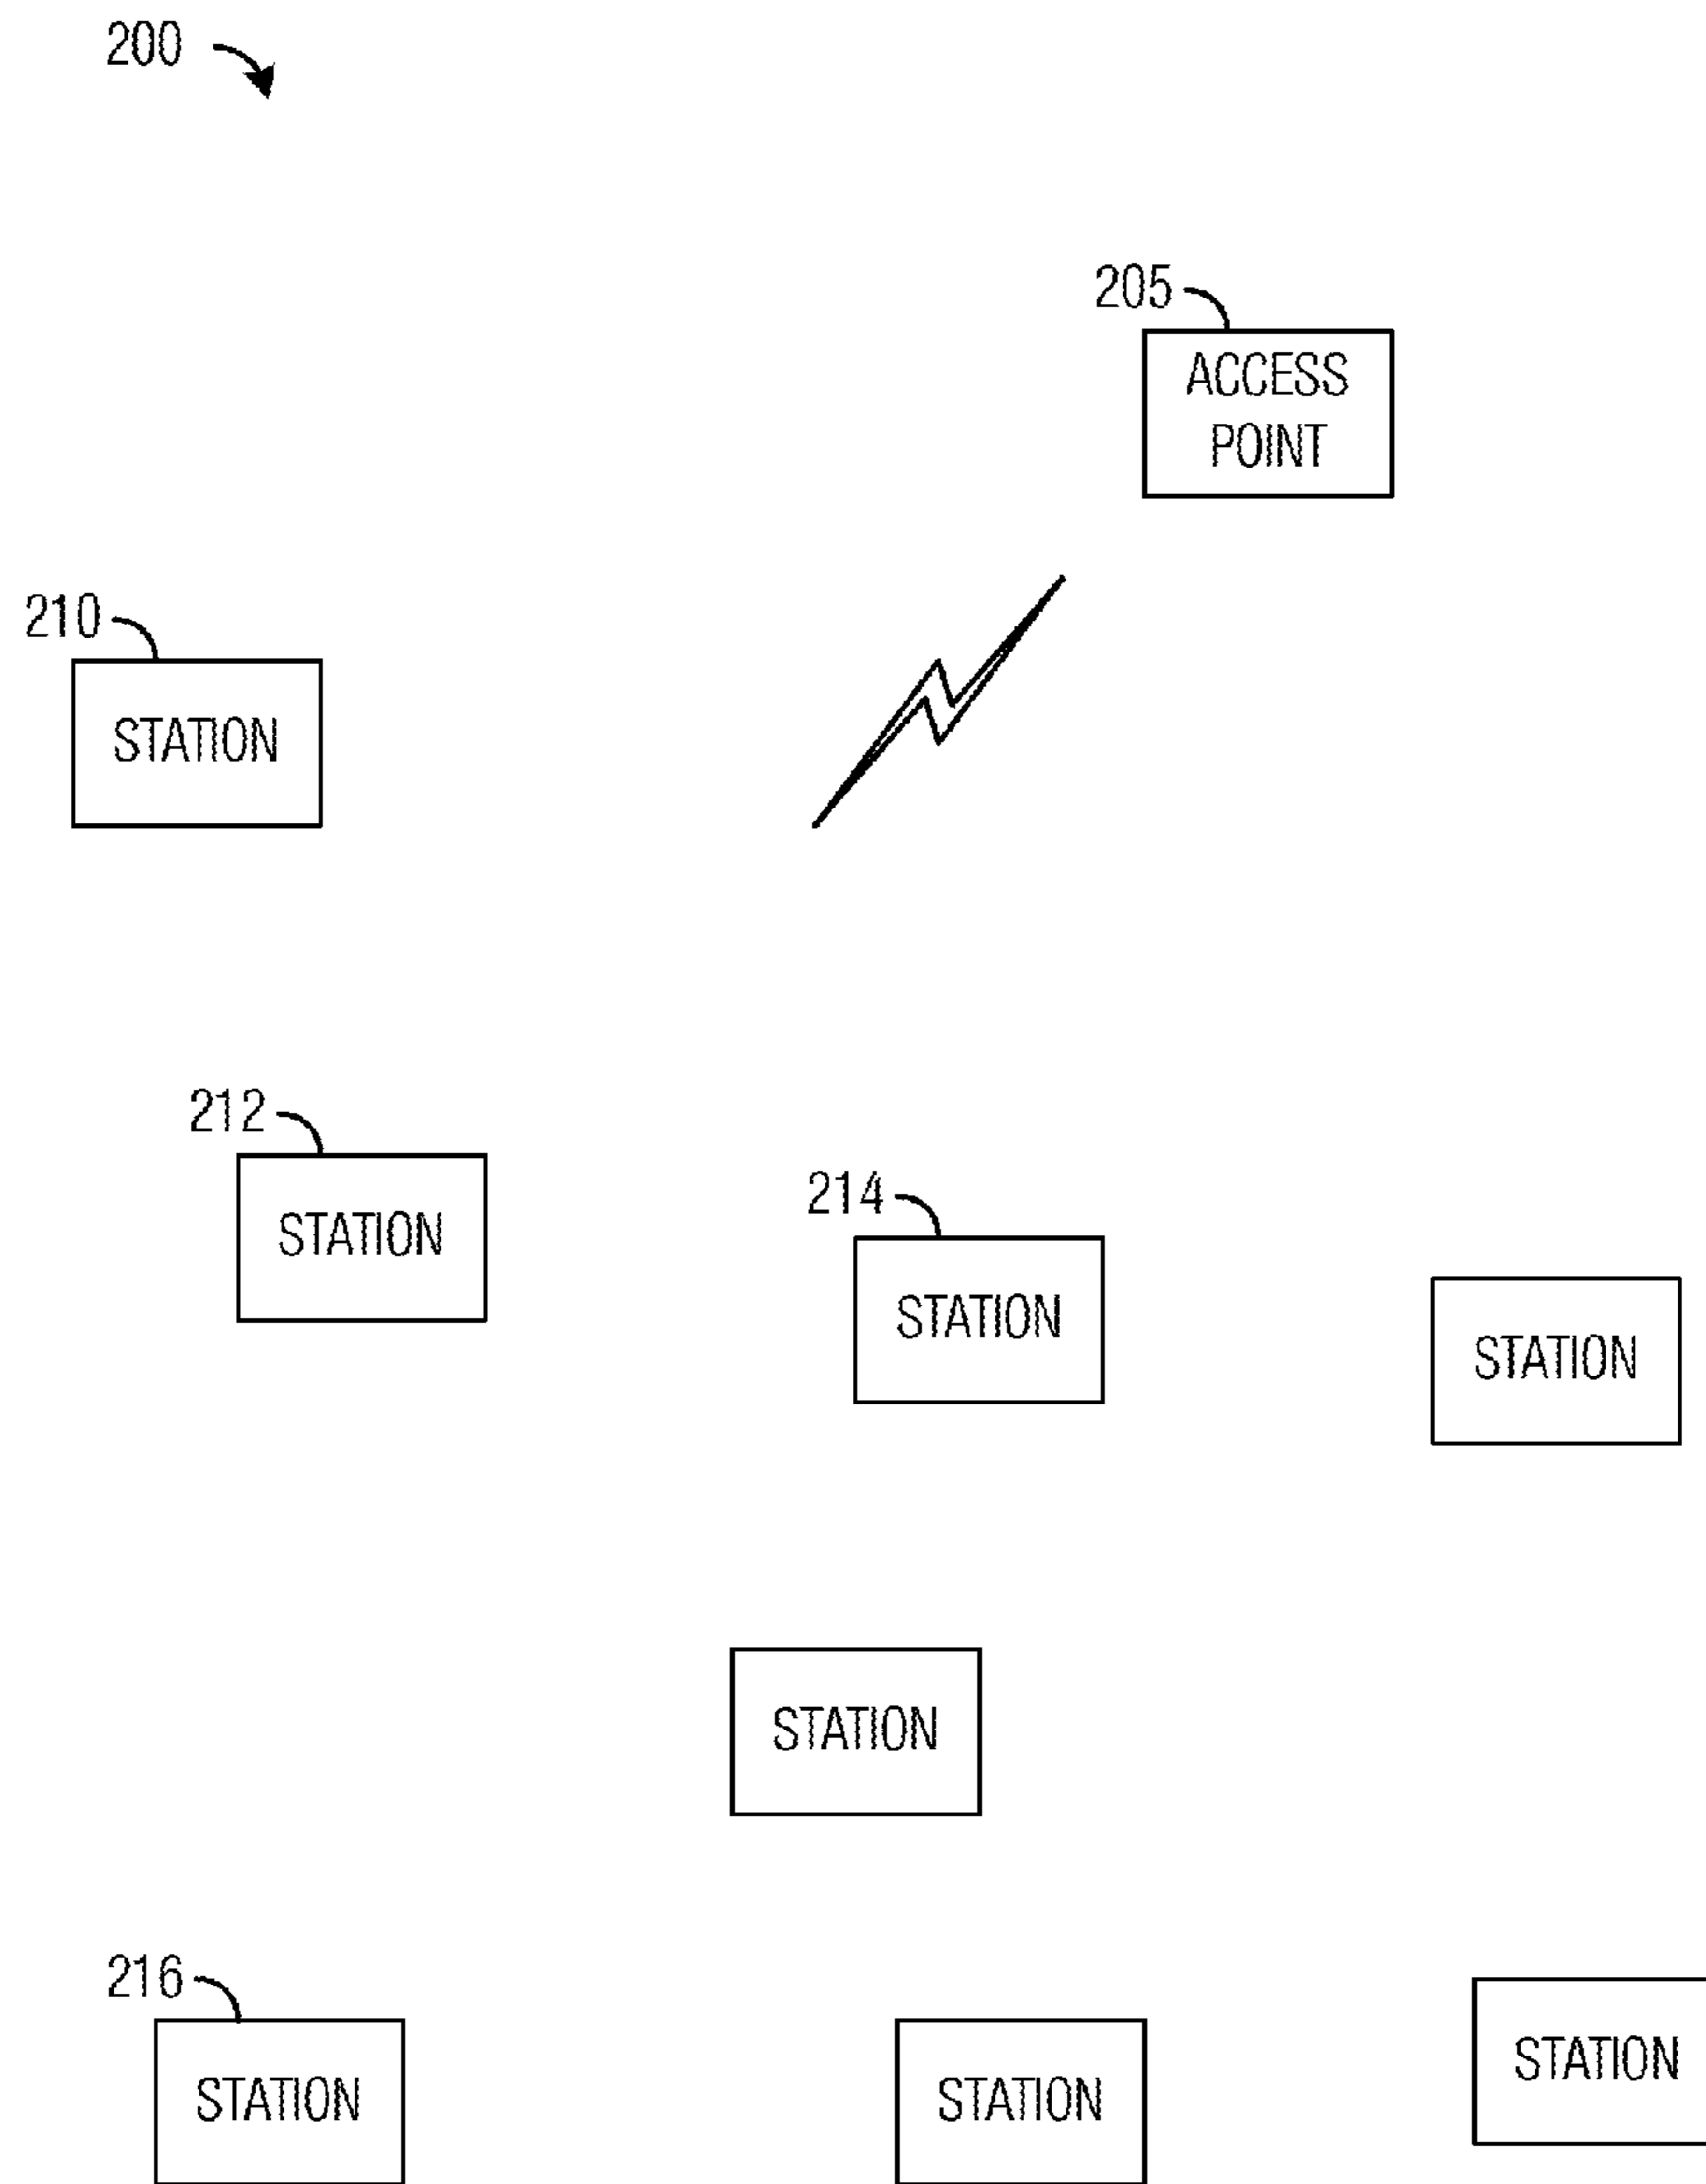 200
205
ACCESS
POINT
210
STATION
212
STATION
214
STATION
STATION
STATION
216
STATION
STATION
STATION